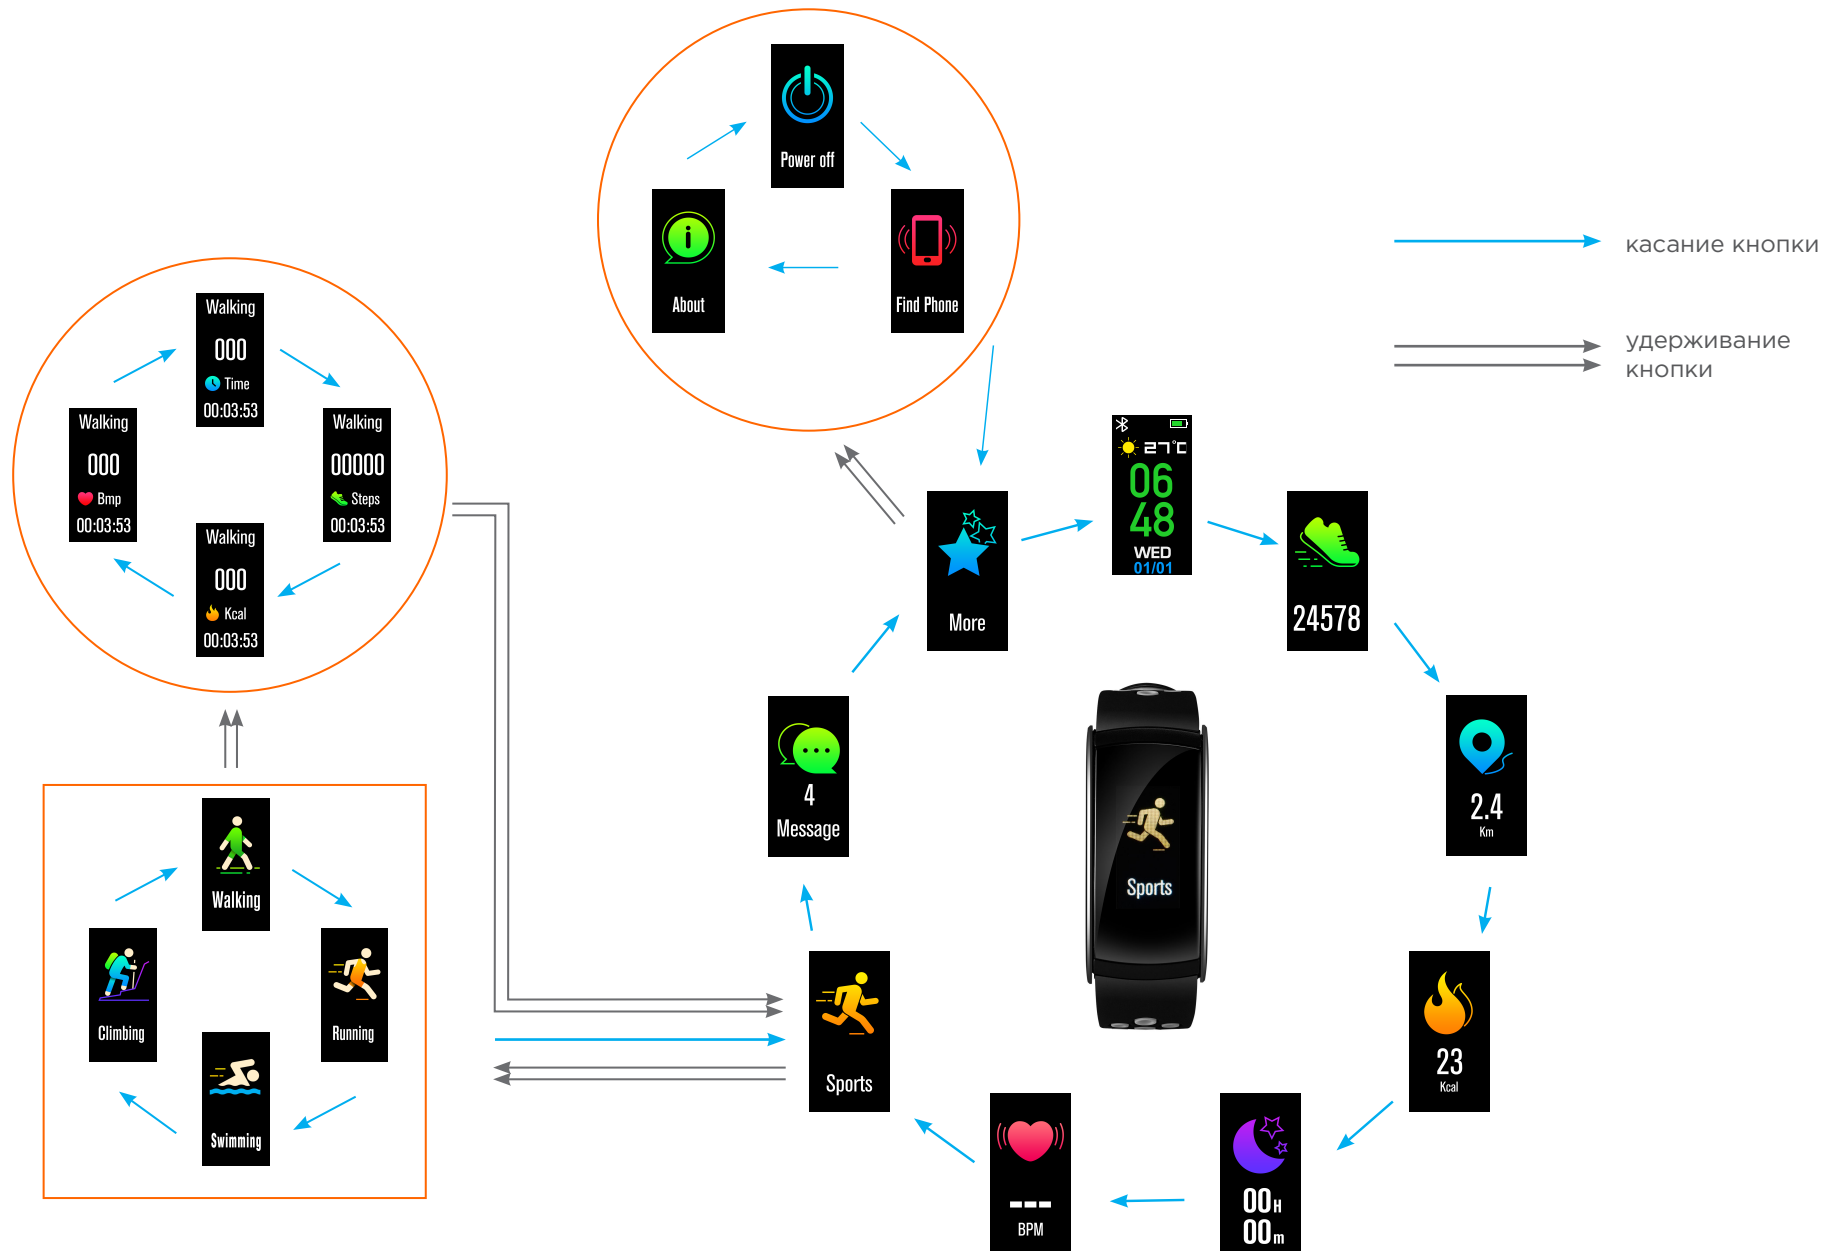 Power off
About
Find Phone
касание кнопки
удерживание
кнопки
Walking
000
Time
00:03:53
Walking
000
Bmp
00:03:53
Walking
00000
Steps
00:03:53
Walking
000
Kcal
00:03:53
27°C
06
48
WED
01/01
More
24578
4
Message
2.4
Km
Sports
Walking
Climbing
Running
Swimming
Sports
23
Kcal
---
BPM
00H
00m